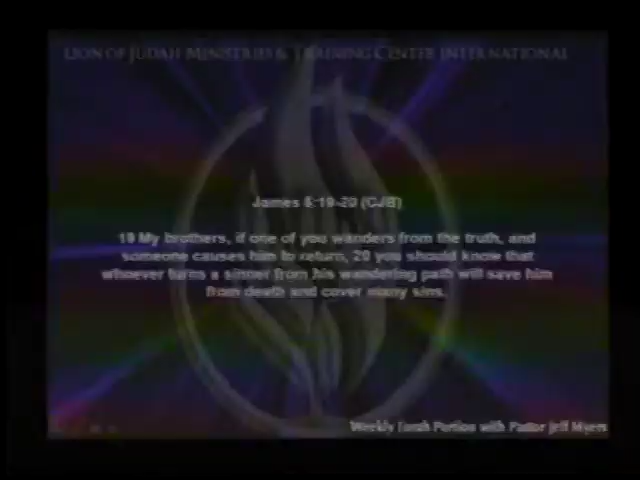 LION OF JUDAH MINISTRIES & TRAINING CENTER INTERNATIONAL
James 5:19-20 (CJB)
19 My brothers, if one of you wanders from the truth, and
someone causes him to return, 20 you should know that
whoever turns a sinner from his wandering path will save him
from death and cover many sins.
Weekly Torah Portion with Pastor Jeff Myers